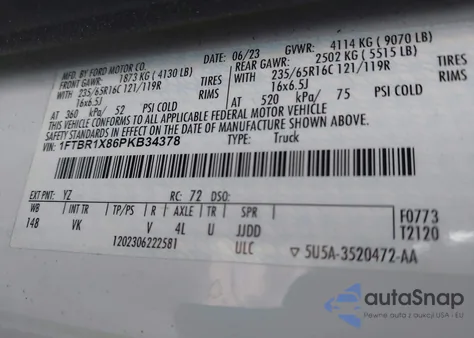 MFD. BY FORD MOTOR CO. 06/23 GVWR: 4114 KG ( 9070 LB)
FRONT GAWR: 1873 KG ( 4130 LB) REAR GAWR: 2502 KG ( 5515 LB)
WITH 235/65R16C 121/119R TIRES WITH 235/65R16C 121/119R TIRES
16x6.5J RIMS 16x6.5J RIMS
AT 360 kPa/ 52 PSI COLD AT 520 kPa/ 75 PSI COLD
THIS VEHICLE CONFORMS TO ALL APPLICABLE FEDERAL MOTOR VEHICLE
SAFETY STANDARDS IN EFFECT ON THE DATE OF MANUFACTURE SHOWN ABOVE.
VIN: 1FTBR1X86PKB34378 TYPE: Truck
EXT PNT: YZ RC: 72 DSO:
WB INT TR TP/PS R AXLE TR SPR F0773
148 VK V 4L U JJDD T2120
1202306222581 ULC ▽ 5U5A-3520472-AA
autoSnap
Pewne auta z USA - EU